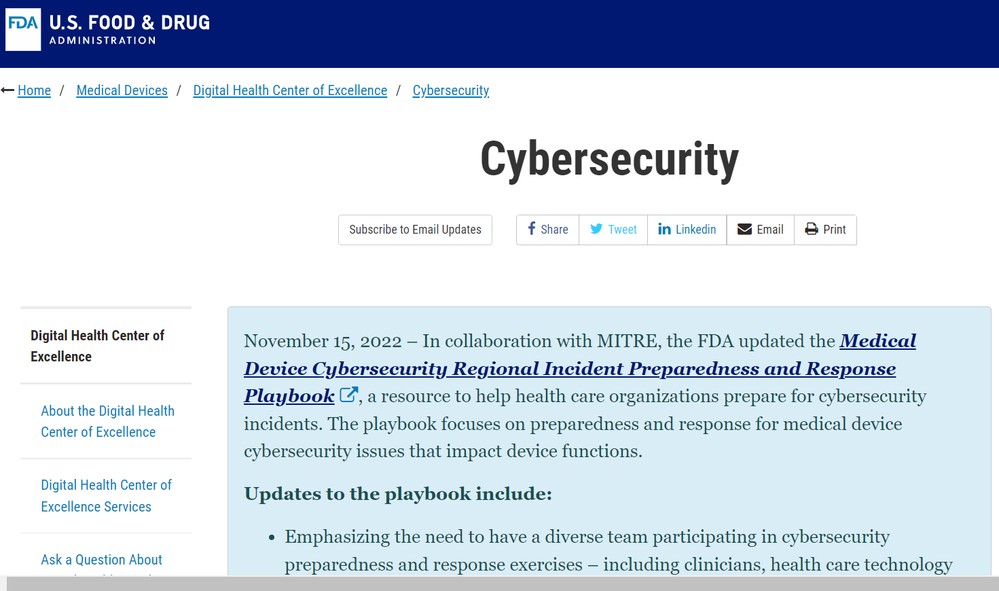 FDA U.S. FOOD & DRUG
ADMINISTRATION
Home / Medical Devices / Digital Health Center of Excellence / Cybersecurity
Cybersecurity
Subscribe to Email Updates Share Tweet Linkedin Email Print
Digital Health Center of
Excellence
About the Digital Health
Center of Excellence
Digital Health Center of
Excellence Services
Ask a Question About
November 15, 2022 – In collaboration with MITRE, the FDA updated the Medical
Device Cybersecurity Regional Incident Preparedness and Response
Playbook , a resource to help health care organizations prepare for cybersecurity
incidents. The playbook focuses on preparedness and response for medical device
cybersecurity issues that impact device functions.
Updates to the playbook include:
• Emphasizing the need to have a diverse team participating in cybersecurity
preparedness and response exercises – including clinicians, health care technology